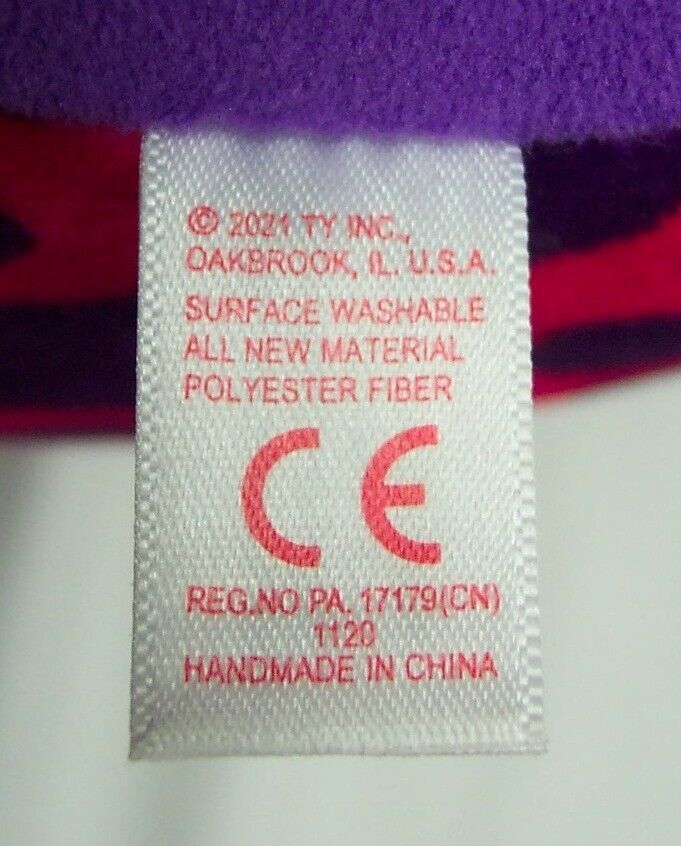 © 2021 TY INC.,
OAKBROOK, IL. U.S.A.
SURFACE WASHABLE
ALL NEW MATERIAL
POLYESTER FIBER
CE
REG.NO PA. 17179(CN)
1120
HANDMADE IN CHINA